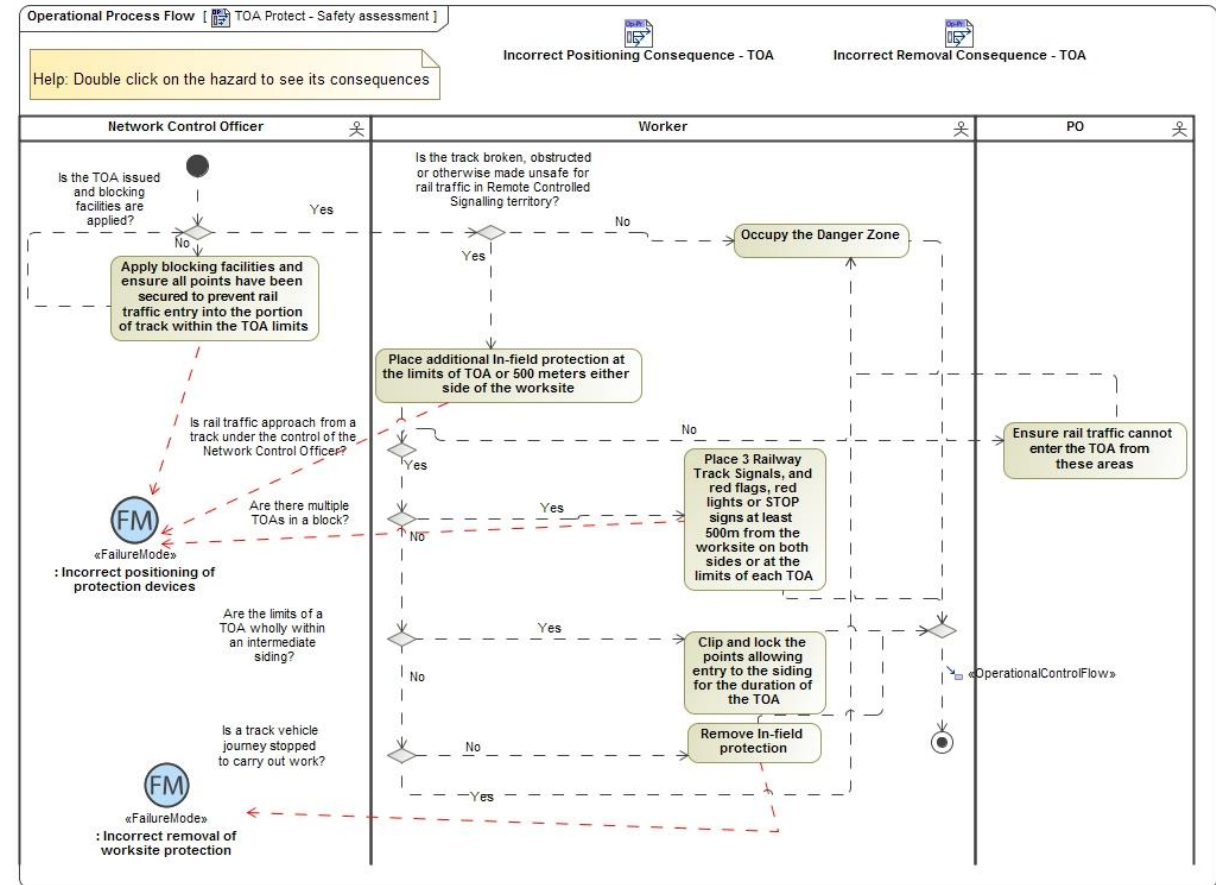 Operational Process Flow [ TOA Protect - Safety assessment ]
Op-Pr
Incorrect Positioning Consequence - TOA
Op-Pr
Incorrect Removal Consequence - TOA
Help: Double click on the hazard to see its consequences
Network Control Officer
Worker
PO
Is the TOA issued
and blocking
facilities are
applied?
Yes
No
Apply blocking facilities and
ensure all points have been
secured to prevent rail
traffic entry into the portion
of track within the TOA limits
Is the track broken, obstructed
or otherwise made unsafe for
rail traffic in Remote Controlled
Signalling territory?
No
Yes
Occupy the Danger Zone
Place additional In-field protection at
the limits of TOA or 500 meters either
side of the worksite
Is rail traffic approach from a
track under the control of the
Network Control Officer?
No
Yes
Ensure rail traffic cannot
enter the TOA from
these areas
Are there multiple
TOAs in a block?
Yes
No
Place 3 Railway
Track Signals, and
red flags, red
lights or STOP
signs at least
500m from the
worksite on both
sides or at the
limits of each TOA
FM
«FailureMode»
: Incorrect positioning of
protection devices
Are the limits of a
TOA wholly within
an intermediate
siding?
Yes
No
Clip and lock the
points allowing
entry to the siding
for the duration of
the TOA
«OperationalControlFlow»
Is a track vehicle
journey stopped
to carry out work?
No
Yes
Remove In-field
protection
FM
«FailureMode»
: Incorrect removal of
worksite protection